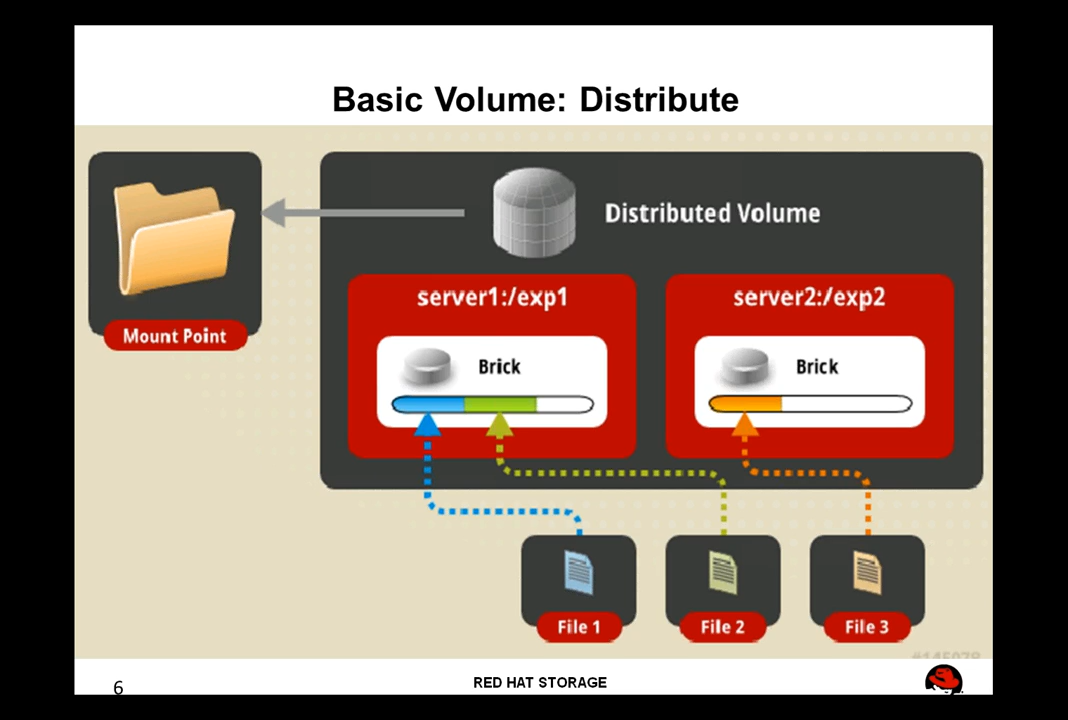 Basic Volume: Distribute
Distributed Volume
server1:/exp1
server2:/exp2
Mount Point
Brick
Brick
File 1
File 2
File 3
6
RED HAT STORAGE